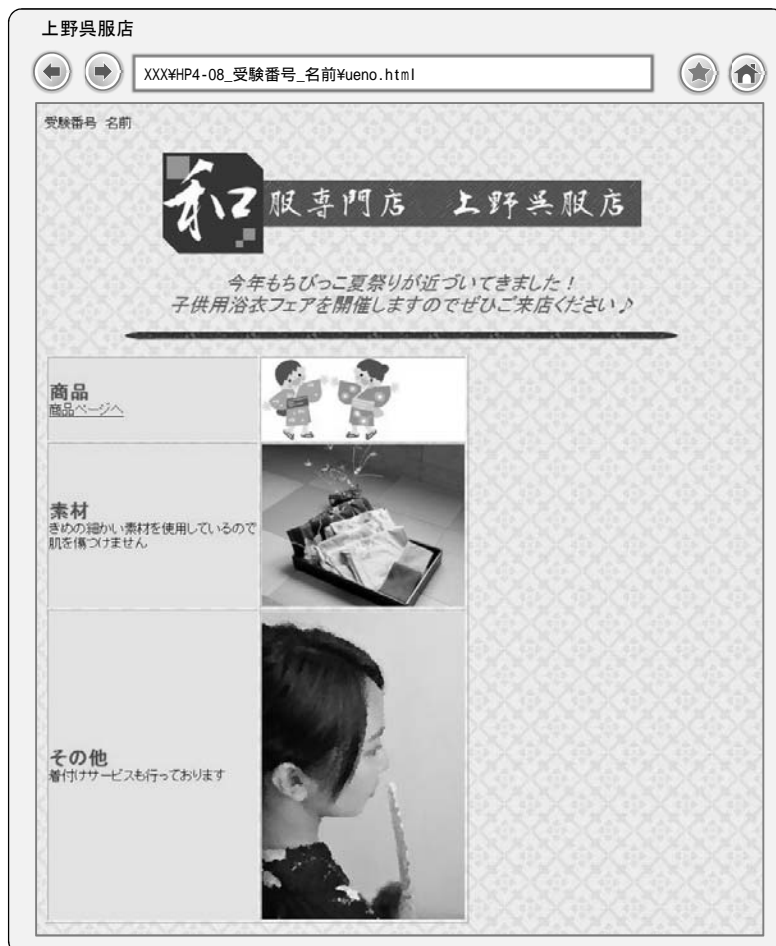 上野呉服店
XXX¥HP4-08_受験番号_名前¥ueno.html
受験番号 名前
和服専門店 上野呉服店
今年もちびっこ夏祭りが近づいてきました！
子供用浴衣フェアを開催しますのでぜひご来店ください♪
商品
商品ページへ
素材
きめの細かい素材を使用しているので
肌を傷つけません
その他
着付けサービスも行っております